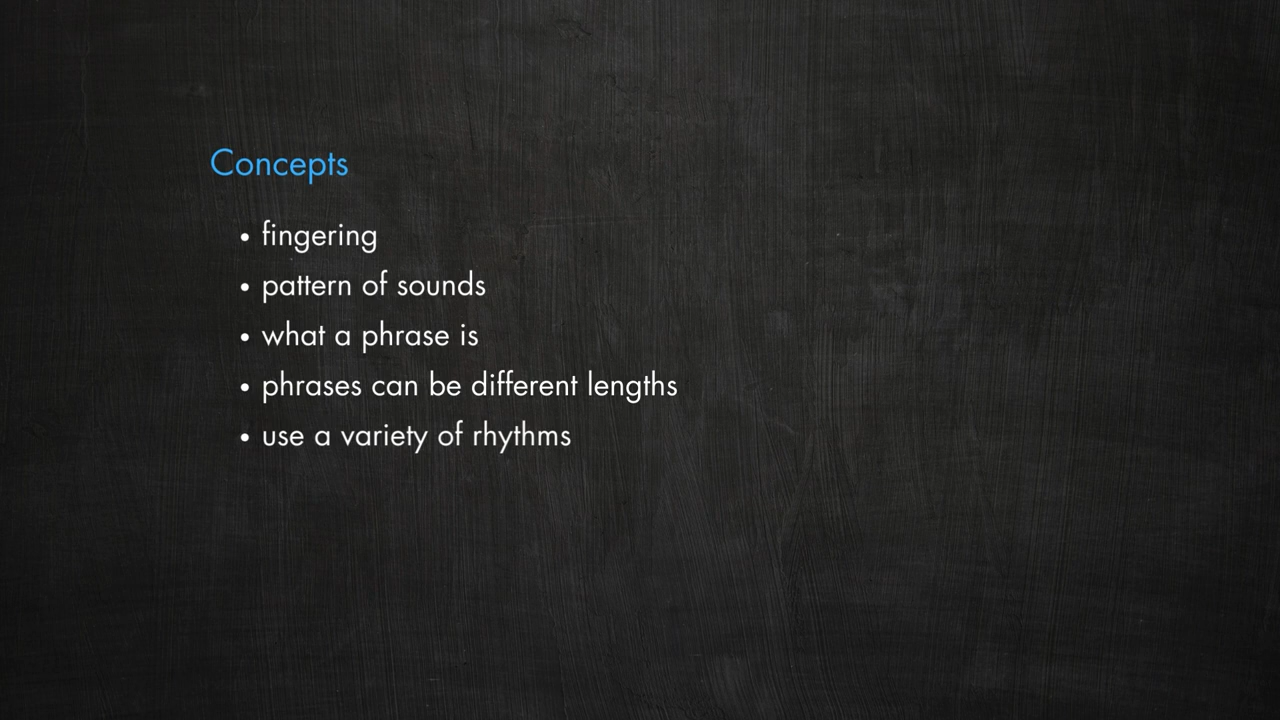 Concepts
• fingering
• pattern of sounds
• what a phrase is
• phrases can be different lengths
• use a variety of rhythms